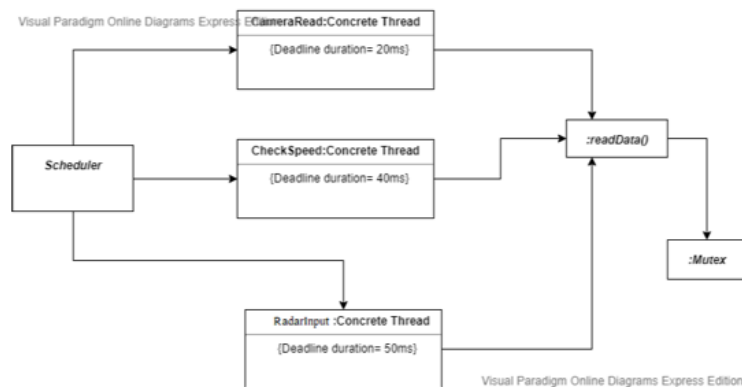 Visual Paradigm Online Diagrams Express Edition
CameraRead:Concrete Thread
{Deadline duration= 20ms}
Scheduler
CheckSpeed:Concrete Thread
{Deadline duration= 40ms}
:readData()
:Mutex
RadarInput :Concrete Thread
{Deadline duration= 50ms}
Visual Paradigm Online Diagrams Express Edition